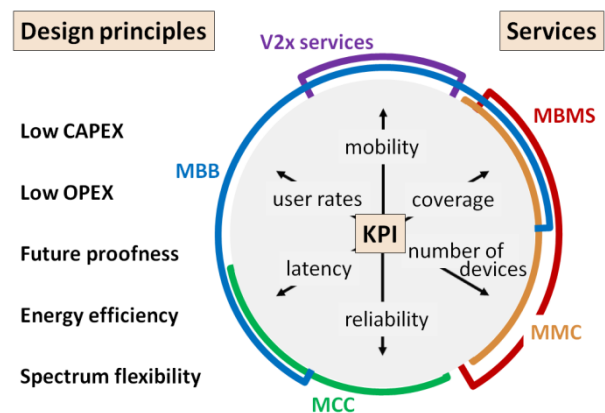 Design principles
Services
V2x services
MBMS
Low CAPEX
mobility
MBB
Low OPEX
user rates
coverage
KPI
Future proofness
latency
number of
devices
Energy efficiency
reliability
MMC
Spectrum flexibility
MCC